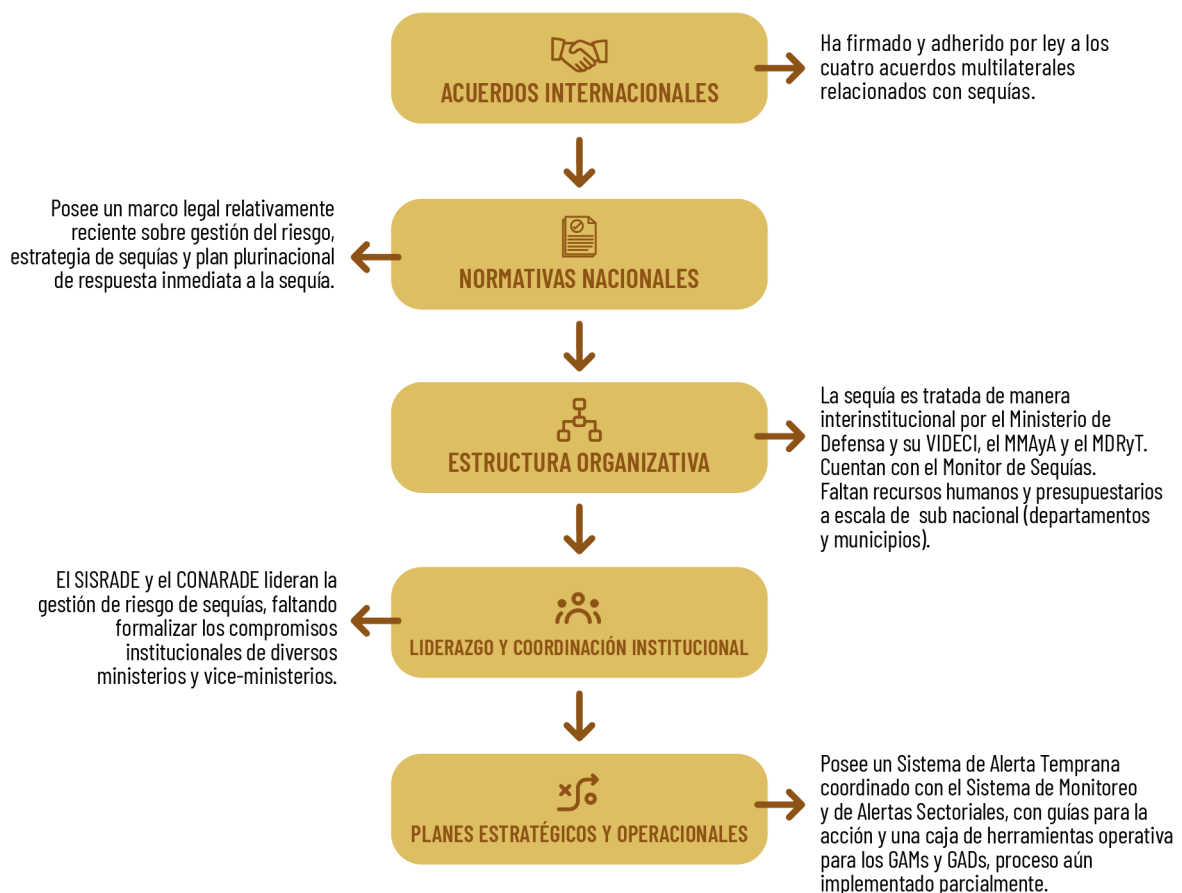 ACUERDOS INTERNACIONALES
Ha firmado y adherido por ley a los
cuatro acuerdos multilaterales
relacionados con sequías.
Posee un marco legal relativamente
reciente sobre gestión del riesgo,
estrategia de sequías y plan plurinacional
de respuesta inmediata a la sequía.
NORMATIVAS NACIONALES
ESTRUCTURA ORGANIZATIVA
La sequía es tratada de manera
interinstitucional por el Ministerio de
Defensa y su VIDECI, el MMAyA y el MDRyT.
Cuentan con el Monitor de Sequías.
Faltan recursos humanos y presupuestarios
a escala de sub nacional (departamentos
y municipios).
El SISRADE y el CONARADE lideran la
gestión de riesgo de sequías, faltando
formalizar los compromisos
institucionales de diversos
ministerios y vice-ministerios.
LIDERAZGO Y COORDINACIÓN INSTITUCIONAL
PLANES ESTRATÉGICOS Y OPERACIONALES
Posee un Sistema de Alerta Temprana
coordinado con el Sistema de Monitoreo
y de Alertas Sectoriales, con guías para la
acción y una caja de herramientas operativa
para los GAMs y GADs, proceso aún
implementado parcialmente.